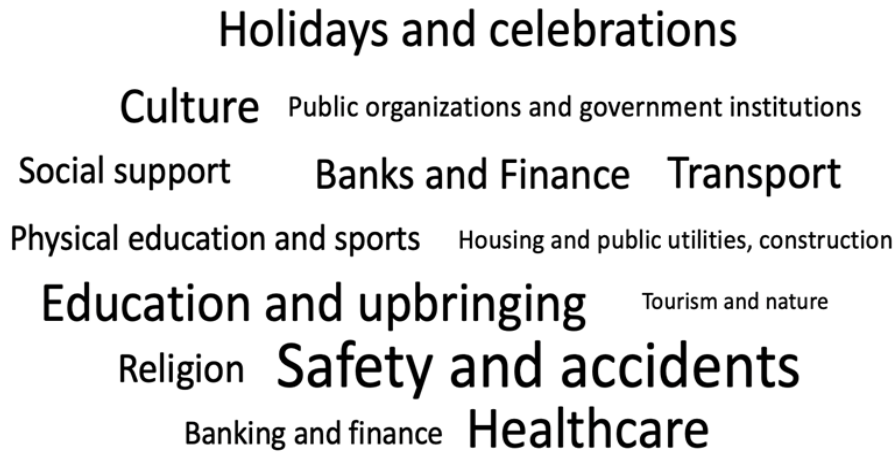 Holidays and celebrations
Culture Public organizations and government institutions
Social support Banks and Finance Transport
Physical education and sports Housing and public utilities, construction
Education and upbringing Tourism and nature
Religion Safety and accidents
Banking and finance Healthcare